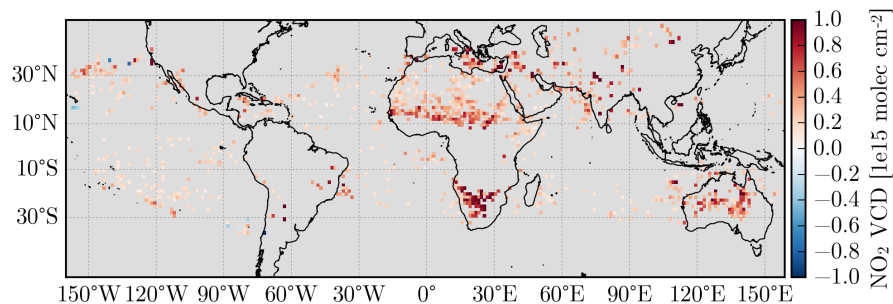 30°N
10°N
10°S
30°S
150°W 120°W 90°W 60°W 30°W 0° 30°E 60°E 90°E 120°E 150°E
1.0
0.8
0.6
0.4
0.2
0.0
−0.2
−0.4
−0.6
−0.8
−1.0
NO₂ VCD [1e15 molec cm⁻²]